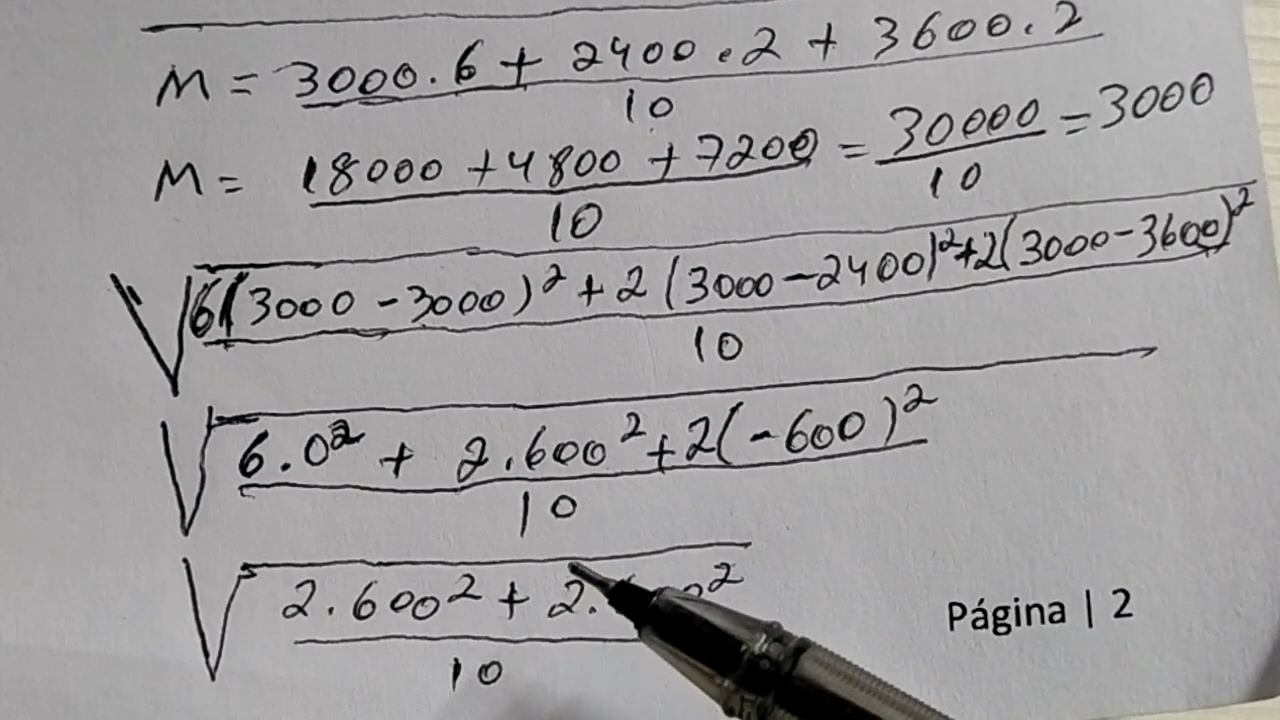 M = 3000.6 + 2400.2 + 3600.2
10
M = 18000 + 4800 + 7200 = 30000 = 3000
10 10
√6(3000 - 3000)² + 2 (3000 - 2400)² + 2(3000 - 3600)²
10
√6.0² + 2.600² + 2(-600)²
10
√2.600² + 2. 0²
10
Página | 2